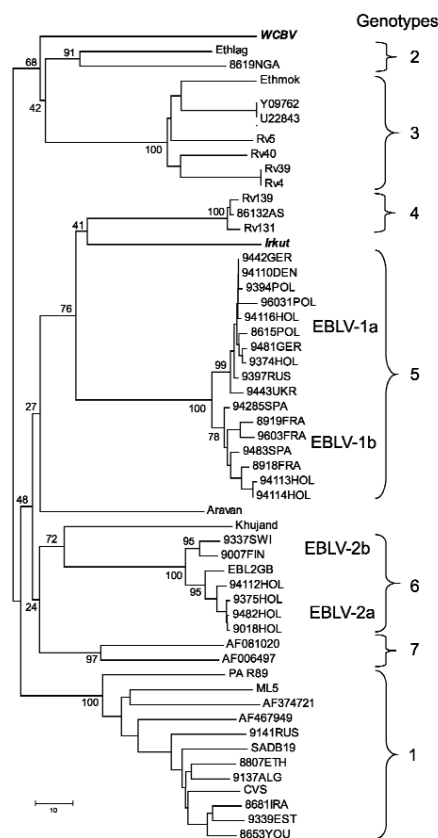 Genotypes
WCBV
68
91
Ethlag
8619NGA
2
42
Ethmok
Y09762
U22843
Rv5
100
Rv40
Rv39
Rv4
3
Rv139
100
86132AS
Rv131
4
41
Irkut
9442GER
94110DEN
9394POL
76
96031POL
94116HOL
EBLV-1a
8615POL
9481GER
99
9374HOL
9397RUS
5
9443UKR
100
94285SPA
8919FRA
27
78
9603FRA
EBLV-1b
9483SPA
8918FRA
94113HOL
94114HOL
48
Aravan
Khujand
72
95
9337SWI
EBLV-2b
9007FIN
100
EBL2GB
95
94112HOL
6
9375HOL
24
9482HOL
EBLV-2a
9018HOL
AF081020
97
AF006497
7
PA R89
100
ML5
AF374721
AF467949
9141RUS
SADB19
1
8807ETH
9137ALG
CVS
8681IRA
10
9339EST
8653YOU